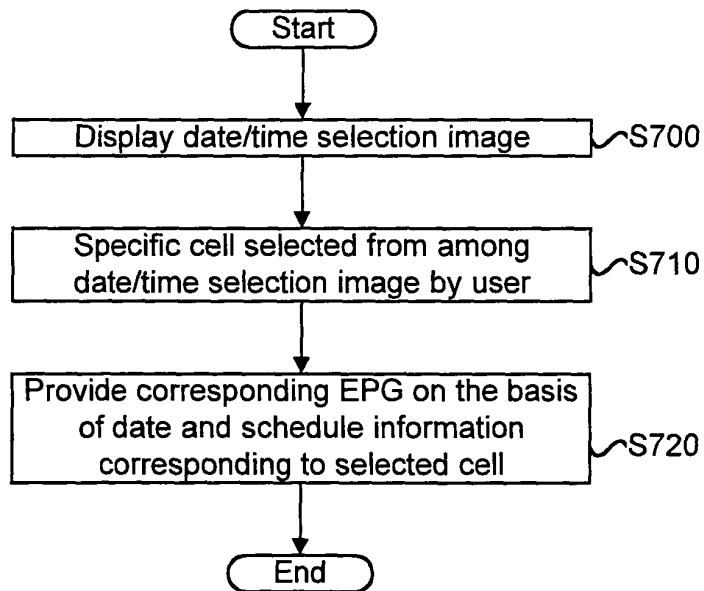 Start
Display date/time selection image
S700
Specific cell selected from among
date/time selection image by user
S710
Provide corresponding EPG on the basis
of date and schedule information
corresponding to selected cell
S720
End